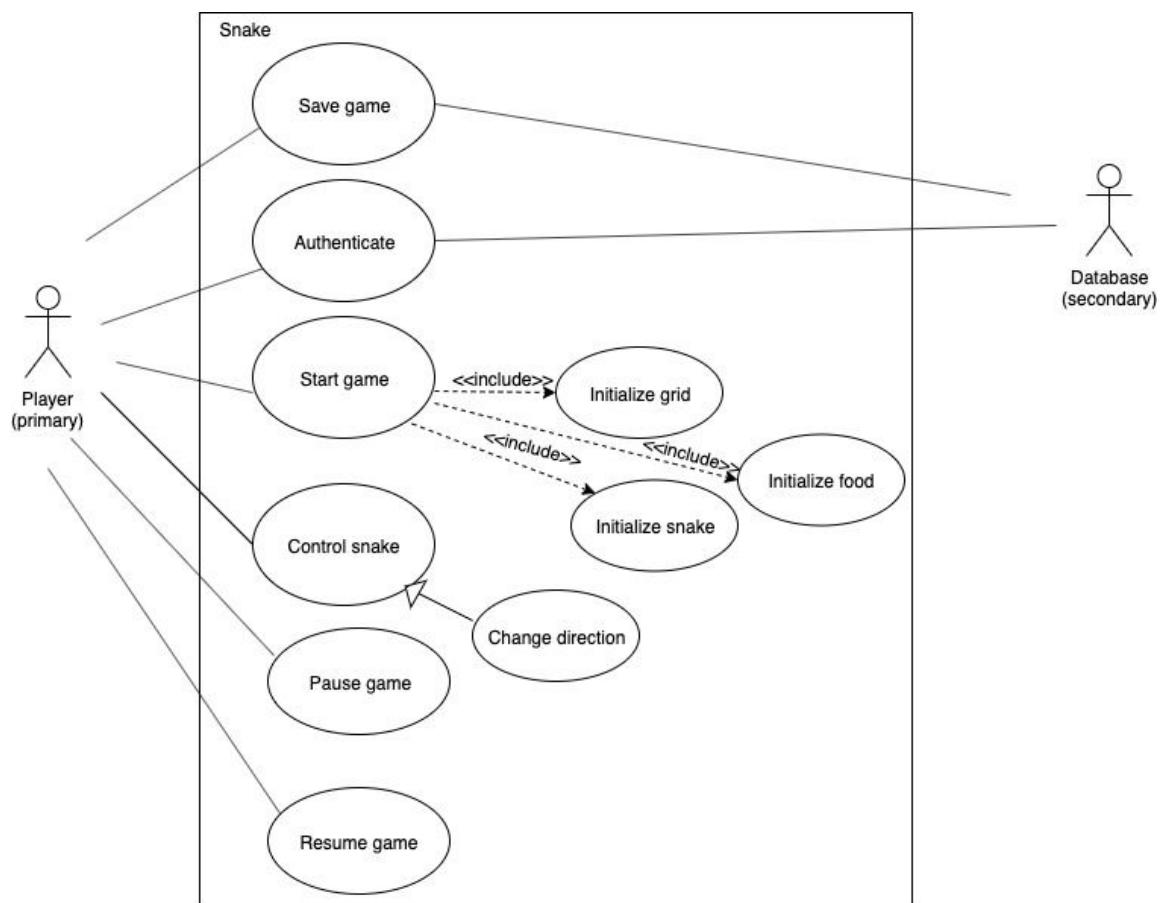 Snake
Save game
Authenticate
Database
(secondary)
Player
(primary)
Start game
<<include>>
Initialize grid
<<include>>
<<include>>
Initialize food
Initialize snake
Control snake
Change direction
Pause game
Resume game